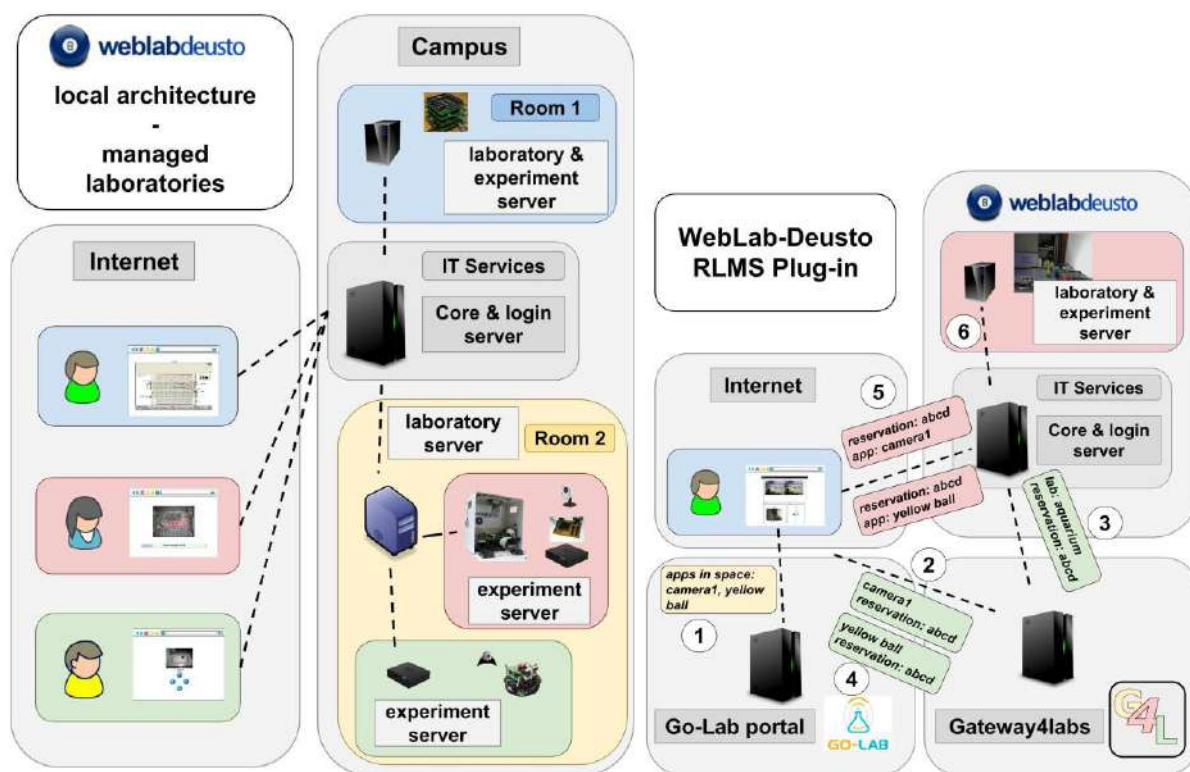 weblabdeusto
local architecture
-
managed
laboratories
Internet
Campus
Room 1
laboratory &
experiment
server
IT Services
Core & login
server
laboratory
server
Room 2
experiment
server
experiment
server
WebLab-Deusto
RLMS Plug-in
weblabdeusto
laboratory &
experiment
server
6
IT Services
Core & login
server
Internet
5
reservation: abcd
app: camera1
reservation: abcd
app: yellow ball
lab: aquarium
reservation: abcd
3
2
apps in space:
camera1, yellow
ball
1
camera1
reservation: abcd
yellow ball
reservation: abcd
4
Go-Lab portal
GO-LAB
Gateway4labs
G4L